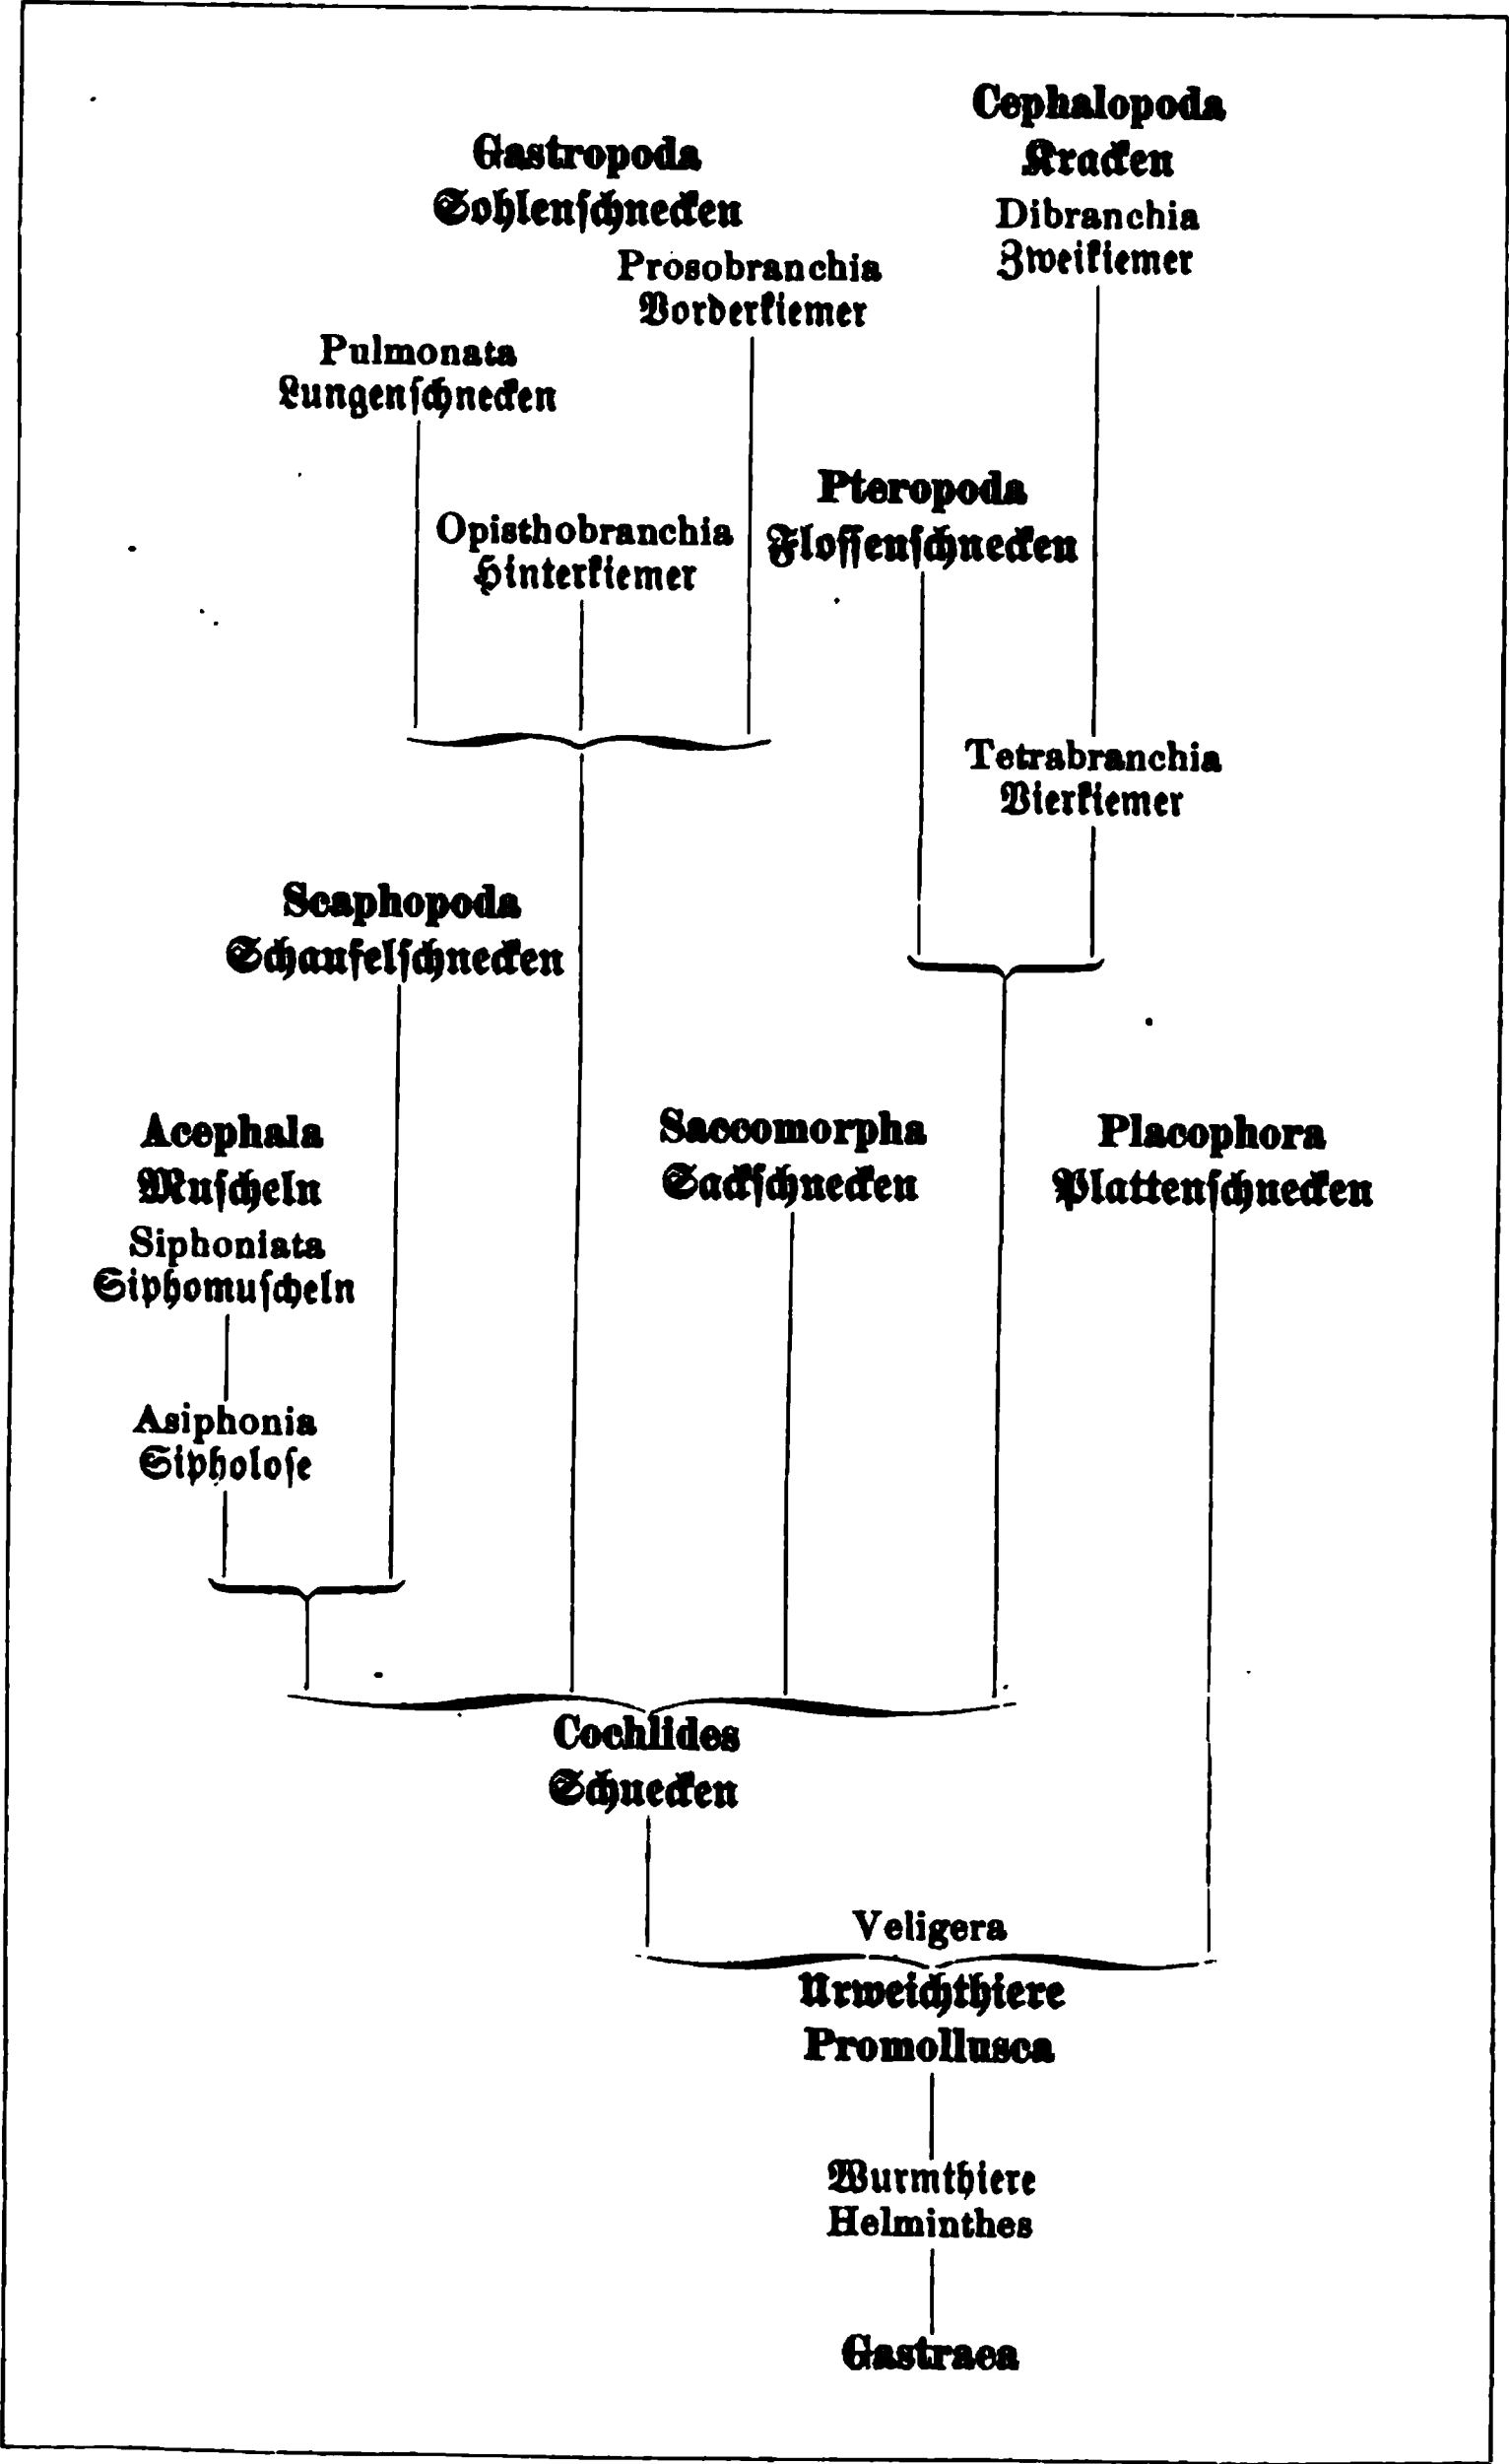 Cephalopoda
Kracken
Dibranchia
Zweikiemer
Gastropoda
Sohlenschnecken
Prosobranchia
Vorderkiemer
Pulmonata
Lungenschnecken
Opisthobranchia
Hinterkiemer
Pteropoda
Flossenschnecken
Tetrabranchia
Vierkiemer
Scaphopoda
Schaufelschnecken
Acephala
Muscheln
Siphoniata
Siphomuscheln
Asiphonia
Sipholose
Saccomorpha
Sackschnecken
Placophora
Plattenschnecken
Cochlides
Schnecken
Veligera
Urweichthiere
Promollusca
Wurmthiere
Helminthes
Gastraea